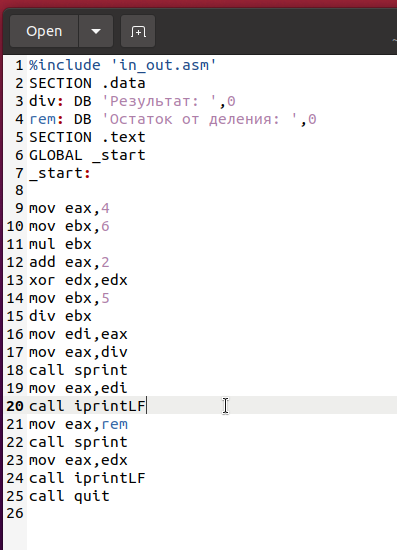 Open
1 %include 'in_out.asm'
2 SECTION .data
3 div: DB 'Результат: ',0
4 rem: DB 'Остаток от деления: ',0
5 SECTION .text
6 GLOBAL _start
7 _start:
8
9 mov eax,4
10 mov ebx,6
11 mul ebx
12 add eax,2
13 xor edx,edx
14 mov ebx,5
15 div ebx
16 mov edi,eax
17 mov eax,div
18 call sprint
19 mov eax,edi
20 call iprintLF
21 mov eax,rem
22 call sprint
23 mov eax,edx
24 call iprintLF
25 call quit
26